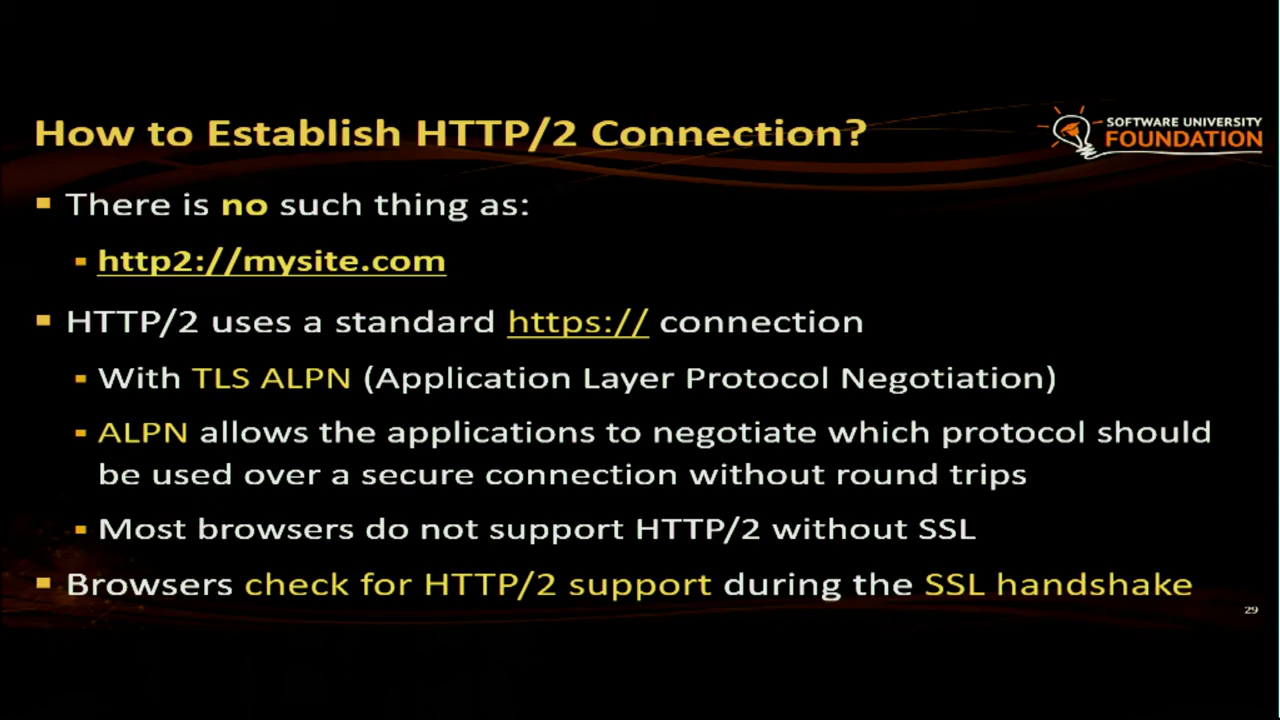 How to Establish HTTP/2 Connection?
SOFTWARE UNIVERSITY
FOUNDATION
There is no such thing as:
http2://mysite.com
HTTP/2 uses a standard https:// connection
With TLS ALPN (Application Layer Protocol Negotiation)
ALPN allows the applications to negotiate which protocol should
be used over a secure connection without round trips
Most browsers do not support HTTP/2 without SSL
Browsers check for HTTP/2 support during the SSL handshake
29